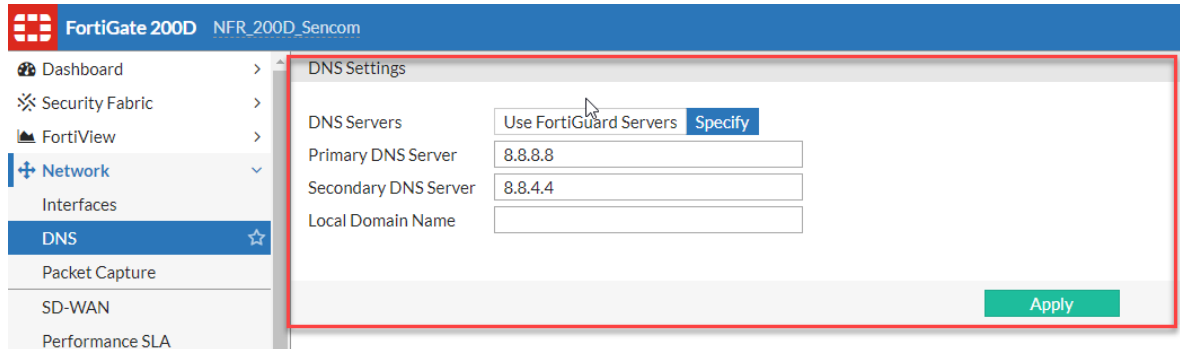 FortiGate 200D NFR_200D_Sencom
Dashboard
Security Fabric
FortiView
Network
Interfaces
DNS
Packet Capture
SD-WAN
Performance SLA
DNS Settings
DNS Servers Use FortiGuard Servers Specify
Primary DNS Server 8.8.8.8
Secondary DNS Server 8.8.4.4
Local Domain Name
Apply